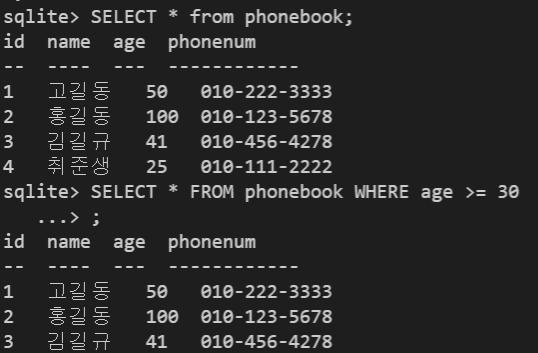 sqlite> SELECT * from phonebook;
id  name  age  phonenum
--  ----  ---  ------------
1   고길동   50   010-222-3333
2   홍길동   100  010-123-5678
3   김길규   41   010-456-4278
4   취준생   25   010-111-2222
sqlite> SELECT * FROM phonebook WHERE age >= 30
   ...> ;
id  name  age  phonenum
--  ----  ---  ------------
1   고길동   50   010-222-3333
2   홍길동   100  010-123-5678
3   김길규   41   010-456-4278